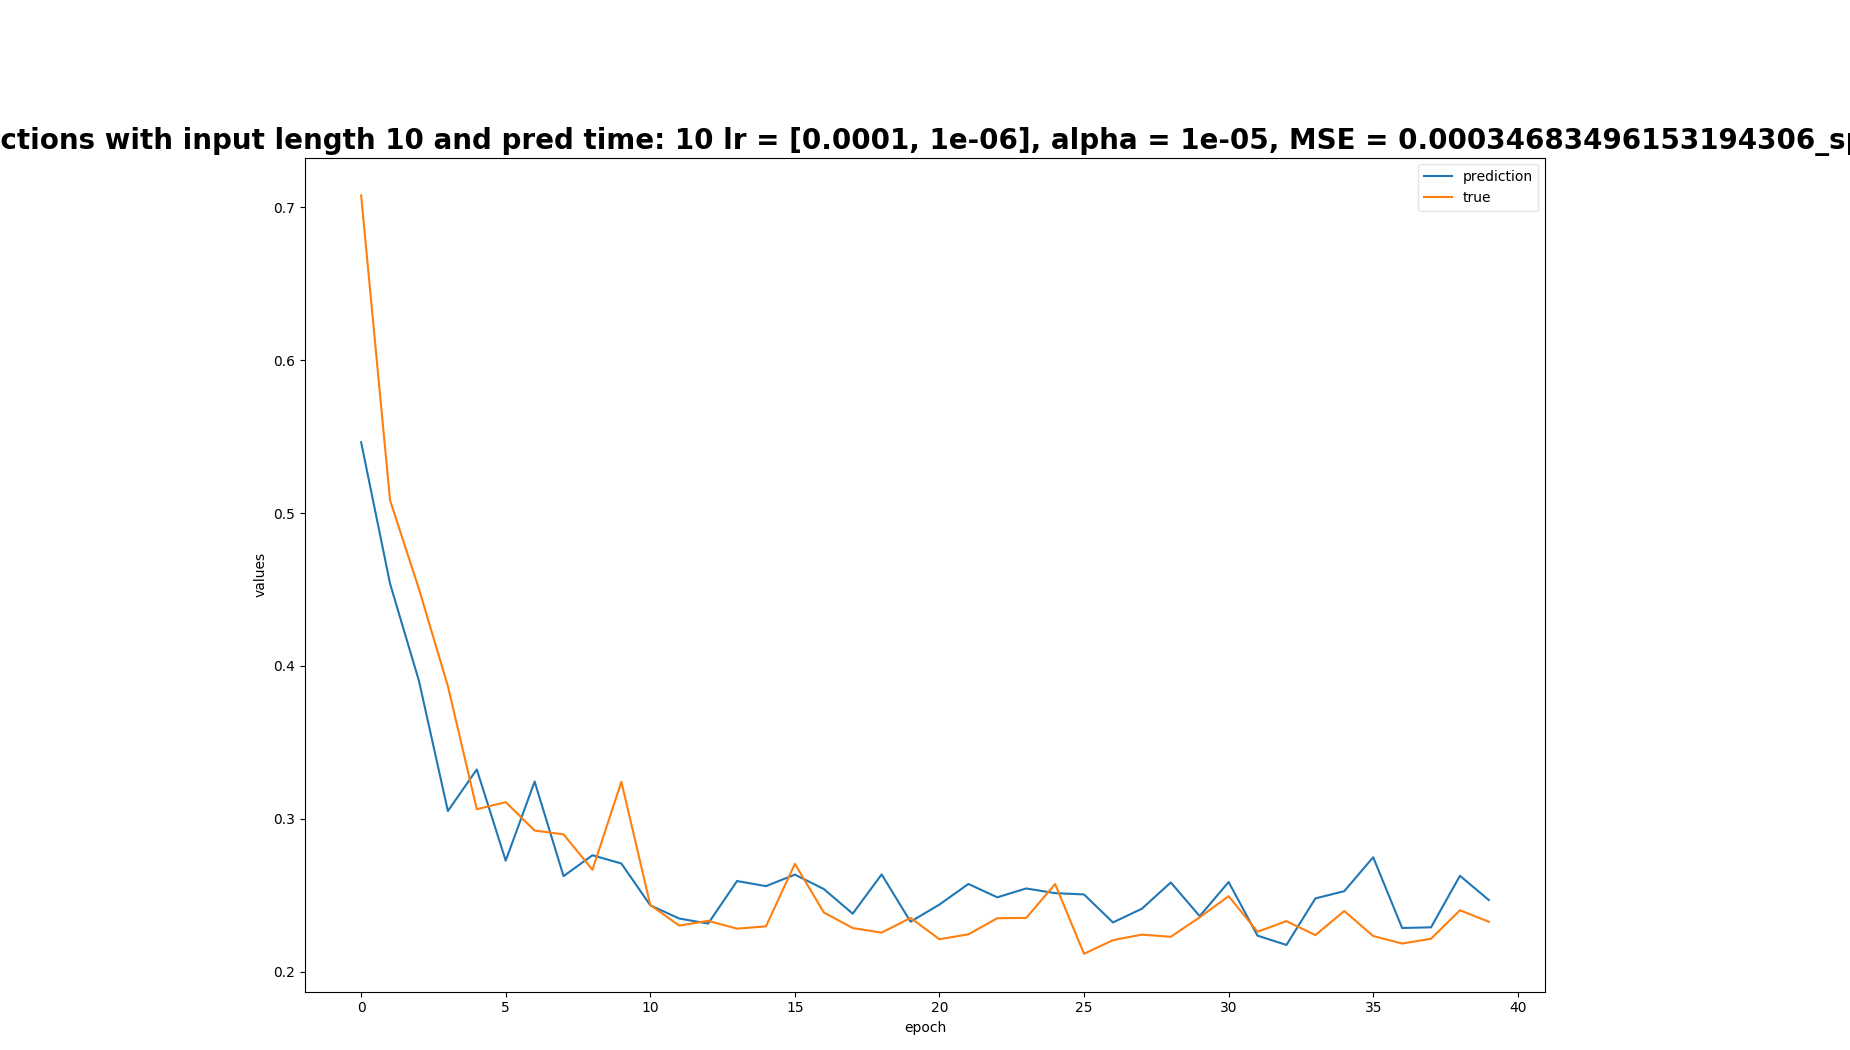 ctions with input length 10 and pred time: 10 lr = [0.0001, 1e-06], alpha = 1e-05, MSE = 0.00034683496153194306_sp
prediction
true
0.7
0.6
0.5
0.4
0.3
0.2
values
0 5 10 15 20 25 30 35 40
epoch